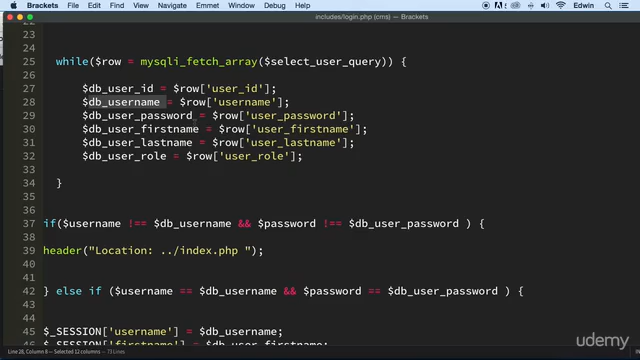 Brackets File Edit Find View Navigate Emmet Debug Window Help Edwin
includes/login.php (cms) — Brackets
22
23
24
25 while($row = mysqli_fetch_array($select_user_query)) {
26
27 $db_user_id = $row['user_id'];
28 $db_username = $row['username'];
29 $db_user_password = $row['user_password'];
30 $db_user_firstname = $row['user_firstname'];
31 $db_user_lastname = $row['user_lastname'];
32 $db_user_role = $row['user_role'];
33
34 }
35
36
37 if($username !== $db_username && $password !== $db_user_password ) {
38
39 header("Location: ../index.php ");
40
41
42 } else if ($username == $db_username && $password == $db_user_password ) {
43
44
45 $_SESSION['username'] = $db_username;
46 $_SESSION['firstname'] = $db_user_firstname;
Line 28, Column 8 — Selected 12 columns — 73 Lines
udemy